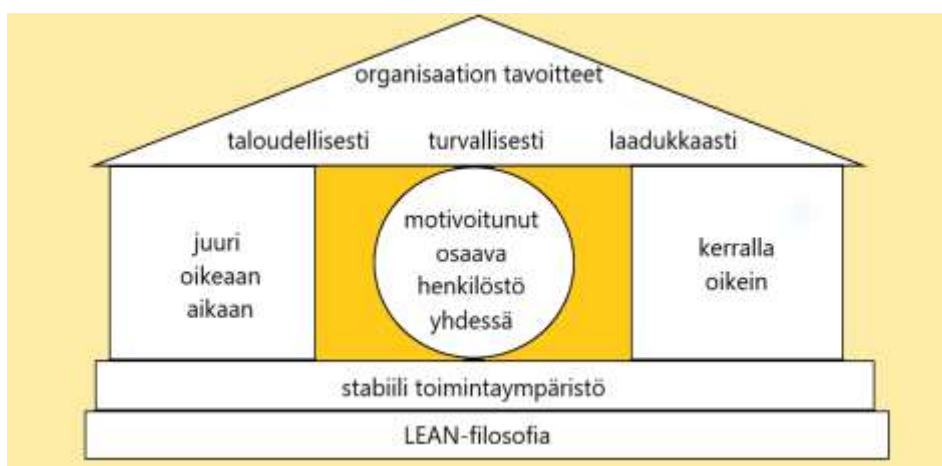 organisaation tavoitteet
taloudellisesti turvallisesti laadukkaasti
juuri
oikeaan
aikaan
motivoitunut
osaava
henkilöstö
yhdessä
kerralla
oikein
stabiili toimintaympäristö
LEAN-filosofia